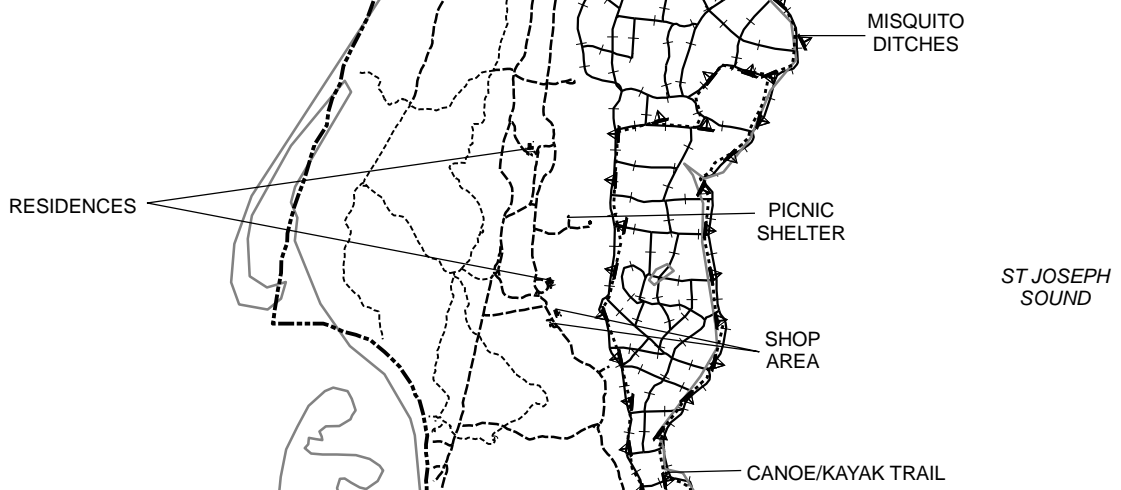 MISQUITO
DITCHES
RESIDENCES
PICNIC
SHELTER
ST JOSEPH
SOUND
SHOP
AREA
CANOE/KAYAK TRAIL